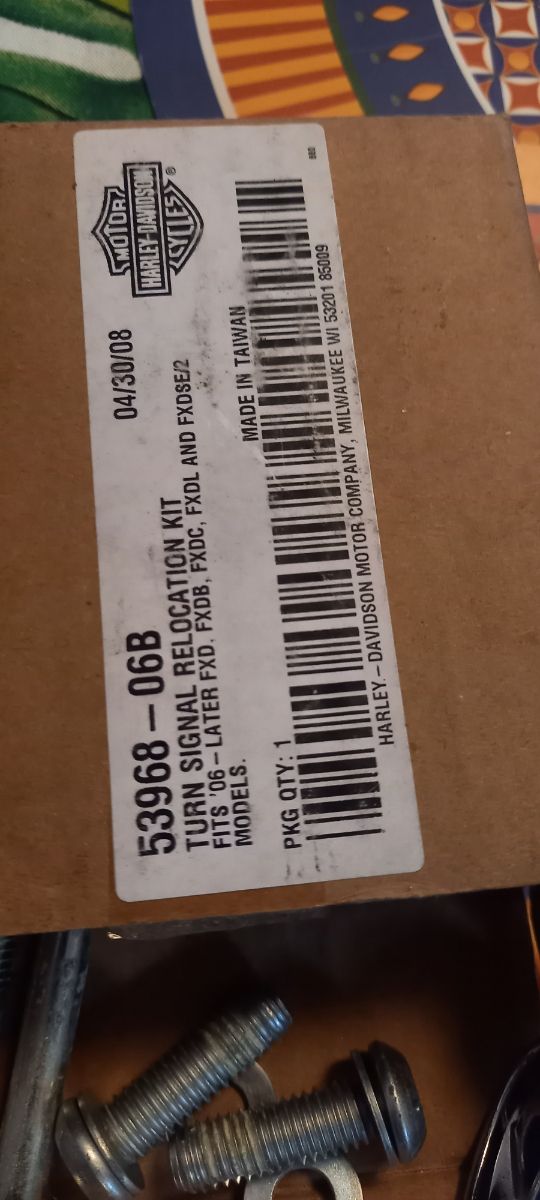 MOTOR
HARLEY-DAVIDSON
CYCLES
®
04/30/08
53968-06B
TURN SIGNAL RELOCATION KIT
FITS '06-LATER FXD, FXDB, FXDC, FXDL AND FXDSE/2
MODELS.
MADE IN TAIWAN
PKG QTY: 1
HARLEY-DAVIDSON MOTOR COMPANY, MILWAUKEE WI 53201 85009